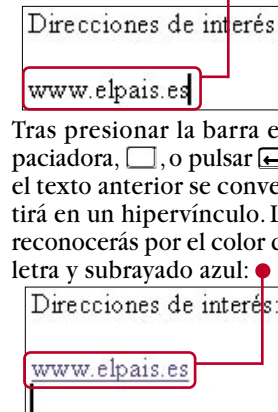 Direcciones de interés
www.elpais.es
Tras presionar la barra e
paciadora, , o pulsar
el texto anterior se conve
tirá en un hipervínculo. L
reconocerás por el color d
letra y subrayado azul:
Direcciones de interés:
www.elpais.es